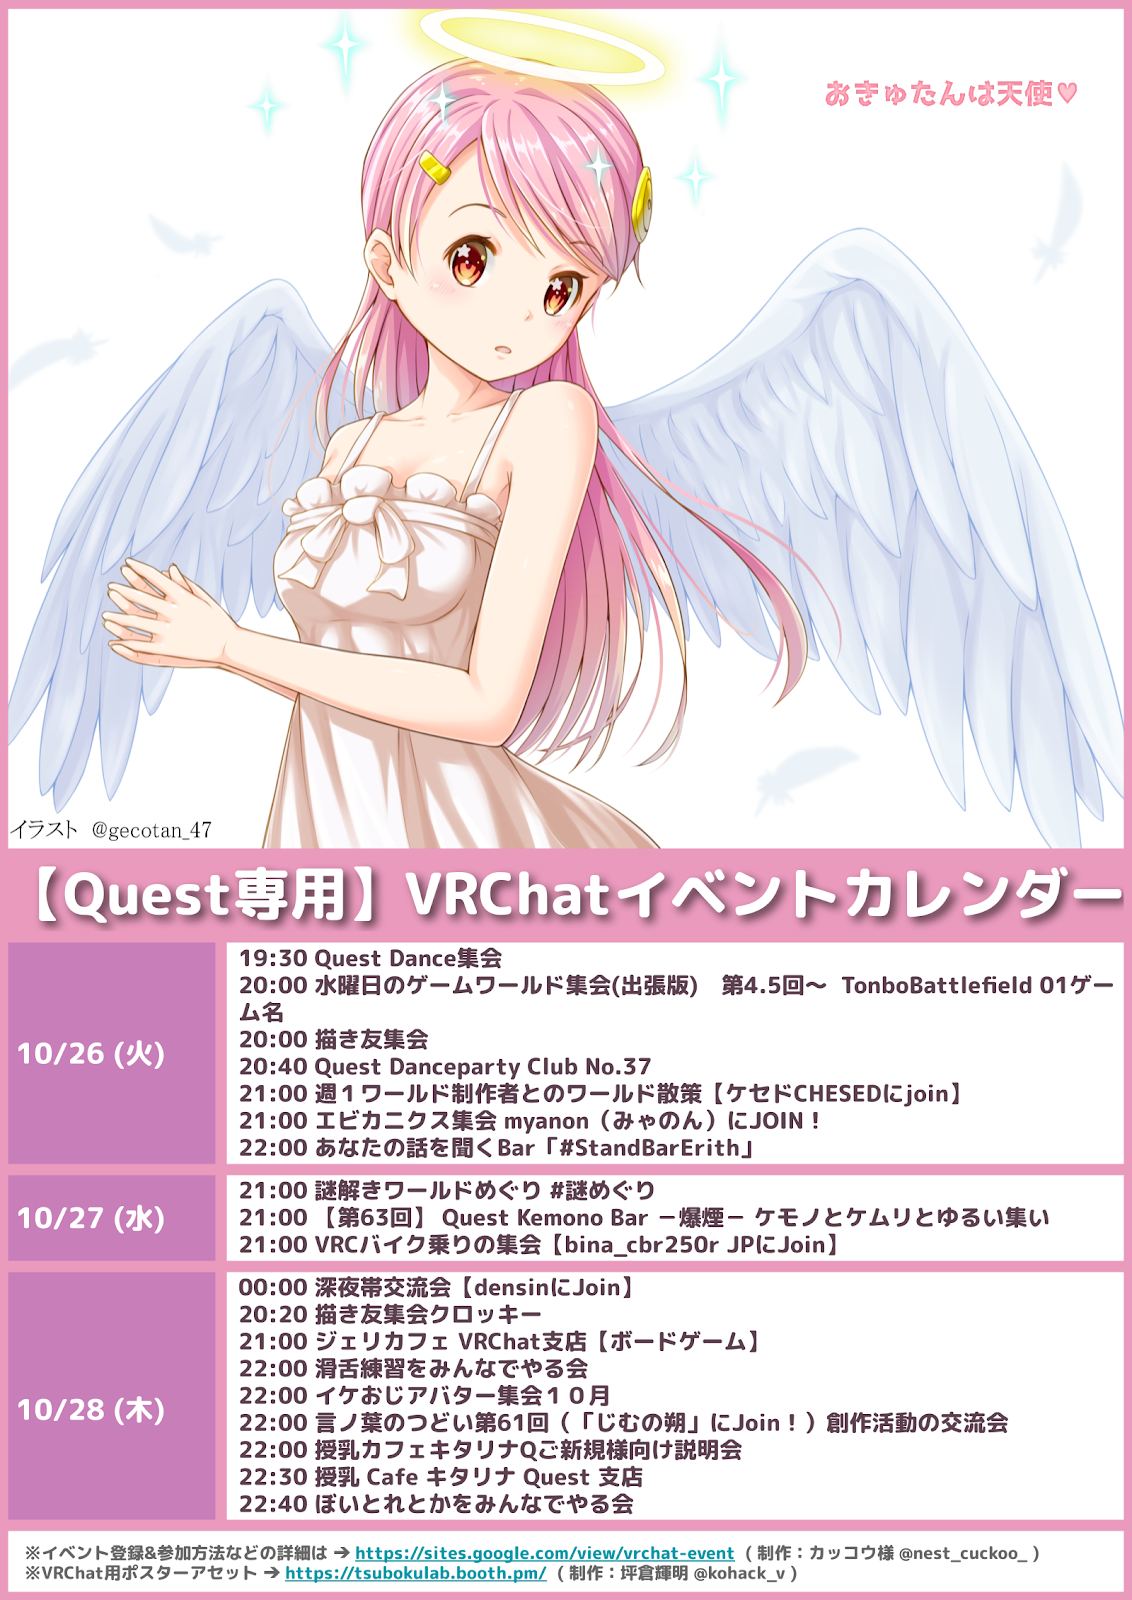 おきゅたんは天使♥
イラスト @gecotan_47
【Quest専用】VRChatイベントカレンダー
10/26 (火)
19:30 Quest Dance集会
20:00 水曜日のゲームワールド集会(出張版)　第4.5回～ TonboBattlefield 01ゲー
ム名
20:00 描き友集会
20:40 Quest Danceparty Club No.37
21:00 週１ワールド制作者とのワールド散策【ケセドCHESEDにjoin】
21:00 エビカニクス集会 myanon（みゃのん）にJOIN！
22:00 あなたの話を聞くBar「#StandBarErith」
10/27 (水)
21:00 謎解きワールドめぐり #謎めぐり
21:00 【第63回】 Quest Kemono Bar －爆煙－ ケモノとケムリとゆるい集い
21:00 VRCバイク乗りの集会【bina_cbr250r JPにJoin】
10/28 (木)
00:00 深夜帯交流会【densinにJoin】
20:20 描き友集会クロッキー
21:00 ジェリカフェ VRChat支店【ボードゲーム】
22:00 滑舌練習をみんなでやる会
22:00 イケおじアバター集会１０月
22:00 言ノ葉のつどい第61回（「じむの朔」にJoin！）創作活動の交流会
22:00 授乳カフェキタリナQご新規様向け説明会
22:30 授乳 Cafe キタリナ Quest 支店
22:40 ぼいとれとかをみんなでやる会
※イベント登録&参加方法などの詳細は → https://sites.google.com/view/vrchat-event ( 制作：カッコウ様 @nest_cuckoo_ )
※VRChat用ポスターアセット → https://tsubokulab.booth.pm/ ( 制作：坪倉輝明 @kohack_v )